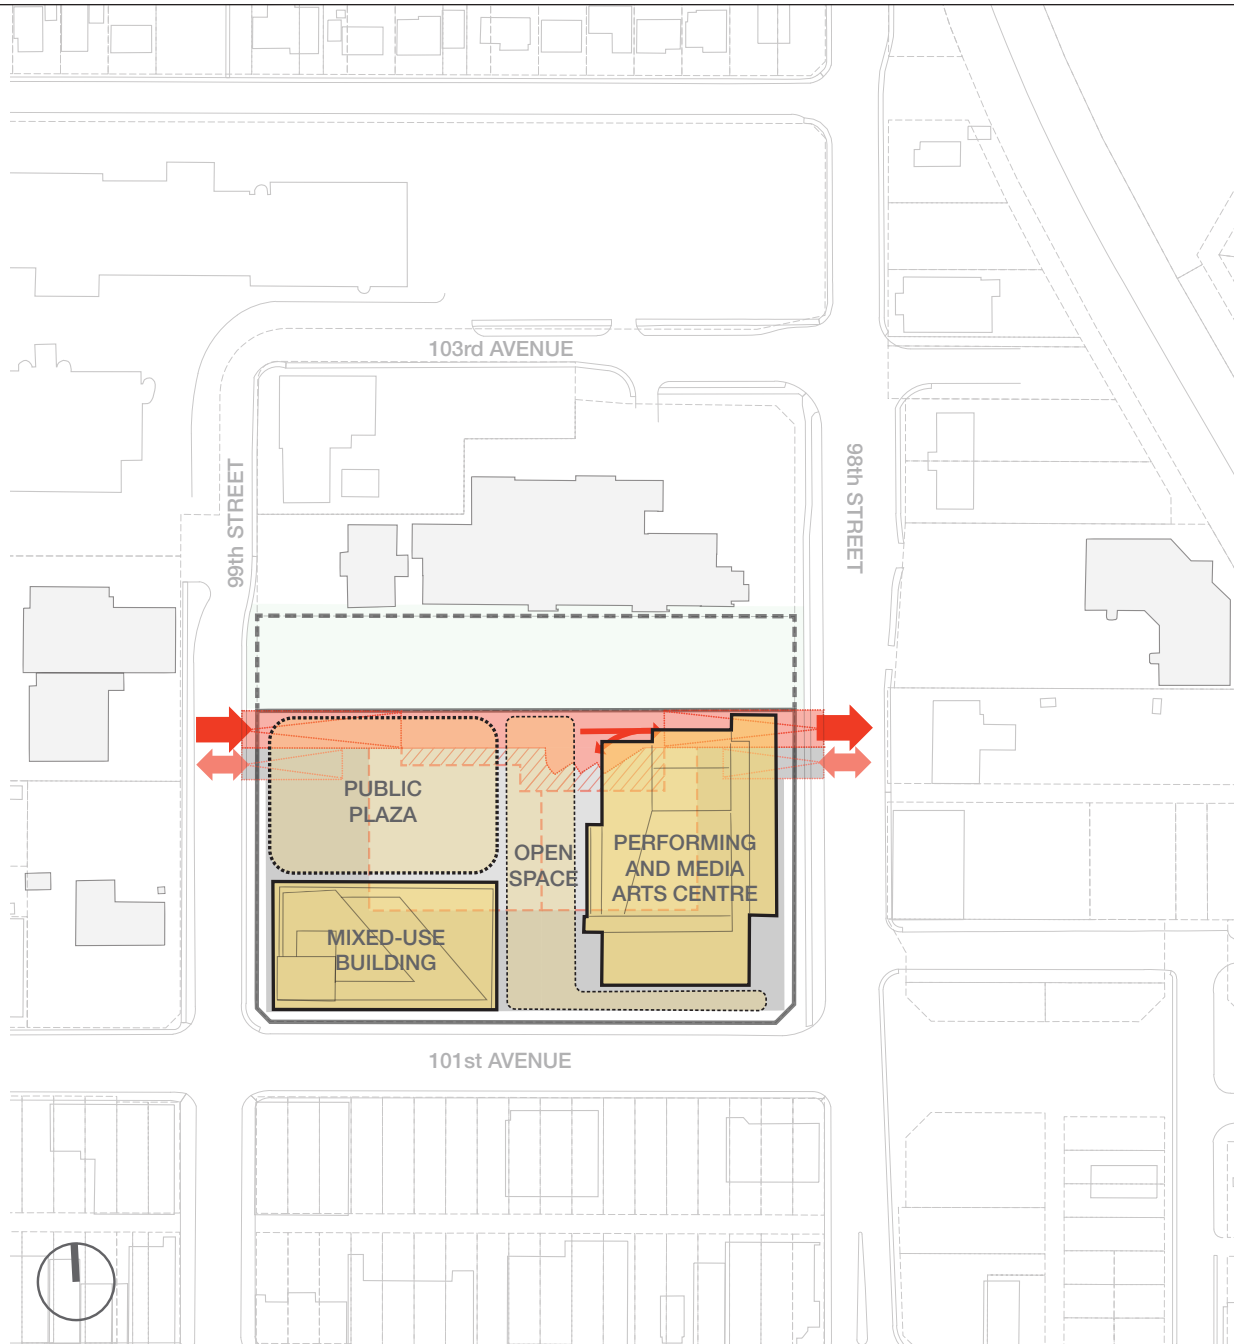 103rd AVENUE
99th STREET
98th STREET
PUBLIC
PLAZA
OPEN
SPACE
PERFORMING
AND MEDIA
ARTS CENTRE
MIXED-USE
BUILDING
101st AVENUE